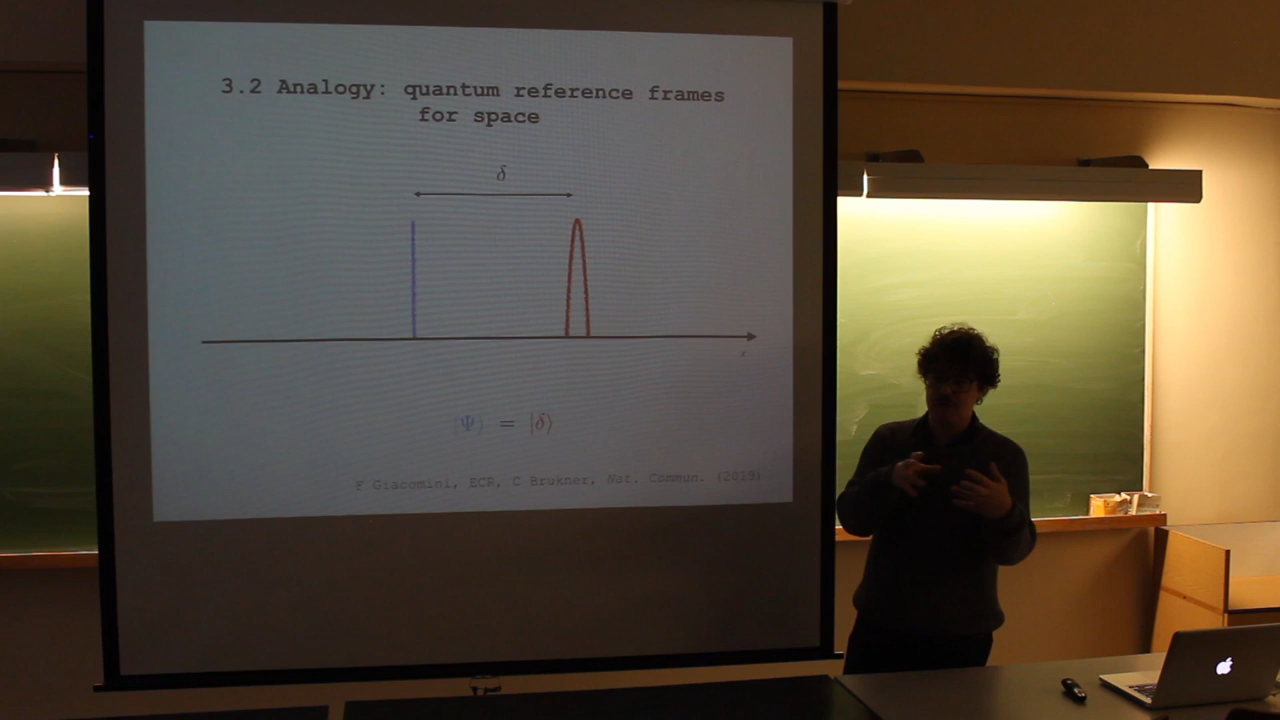 3.2 Analogy: quantum reference frames
for space
δ
x
|Ψ⟩ = |δ⟩
F Giacomini, ECR, C Brukner, Nat. Commun. (2019)